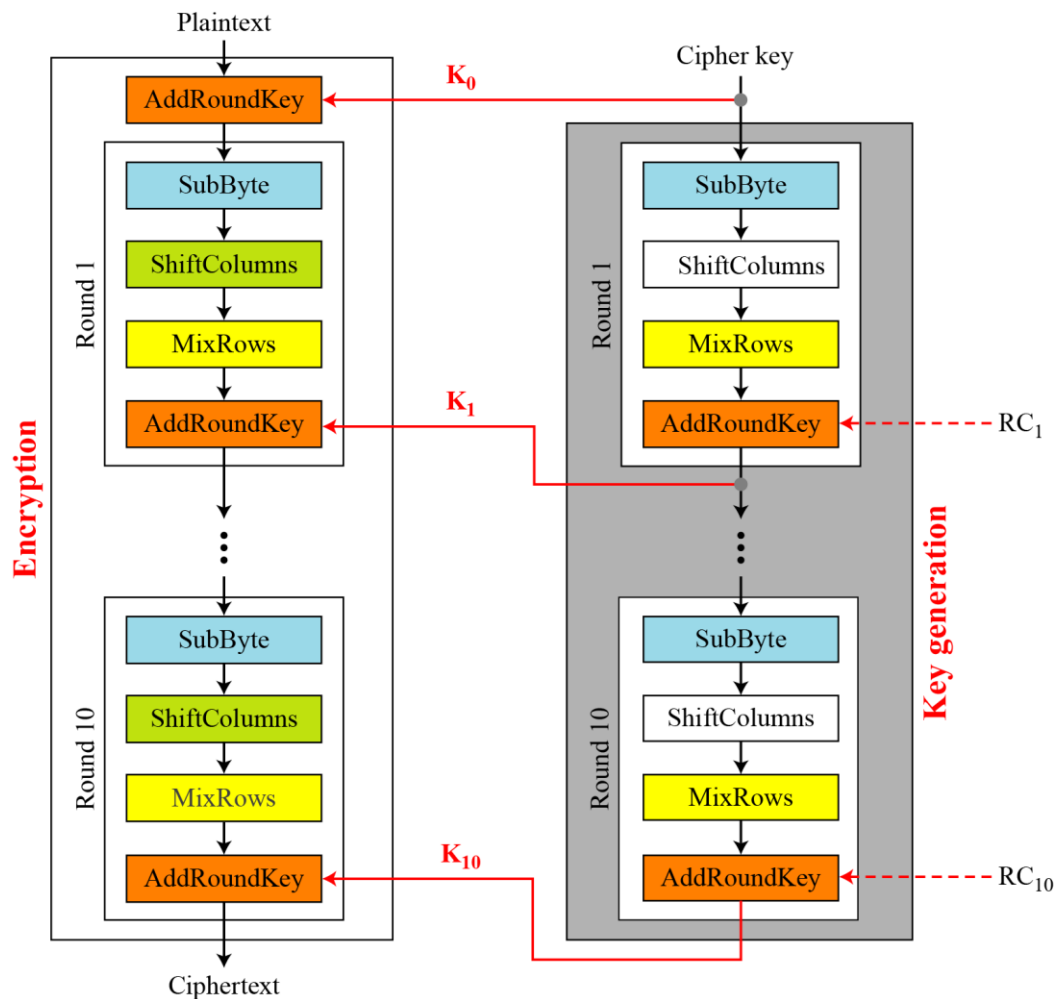 Plaintext
AddRoundKey
Round 1
SubByte
ShiftColumns
MixRows
AddRoundKey
Encryption
Round 10
SubByte
ShiftColumns
MixRows
AddRoundKey
Ciphertext
K₀
K₁
K₁₀
Cipher key
Round 1
SubByte
ShiftColumns
MixRows
AddRoundKey
RC₁
Key generation
Round 10
SubByte
ShiftColumns
MixRows
AddRoundKey
RC₁₀